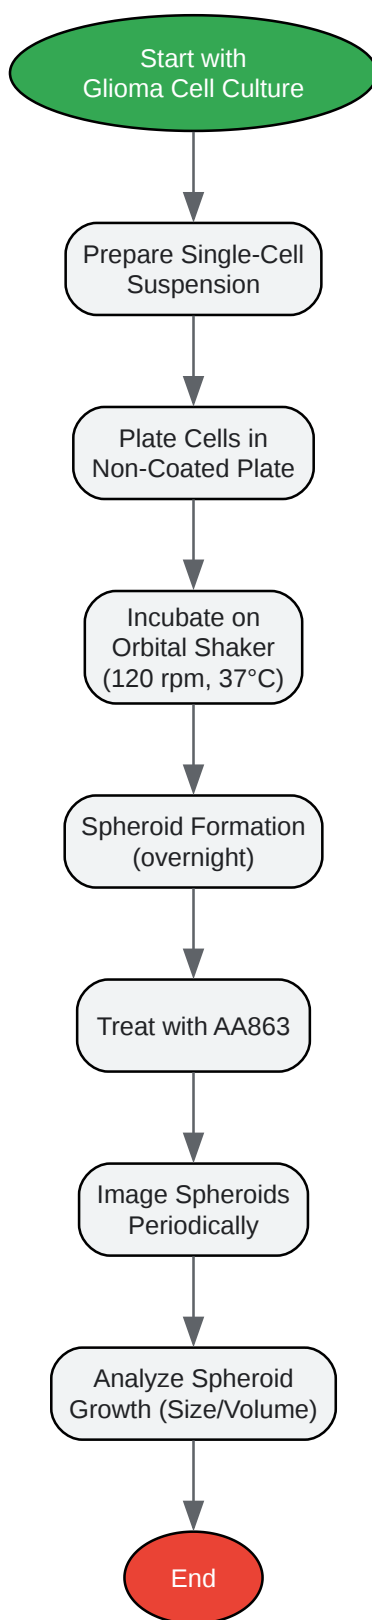 Start with
Glioma Cell Culture
Prepare Single-Cell
Suspension
Plate Cells in
Non-Coated Plate
Incubate on
Orbital Shaker
(120 rpm, 37°C)
Spheroid Formation
(overnight)
Treat with AA863
Image Spheroids
Periodically
Analyze Spheroid
Growth (Size/Volume)
End